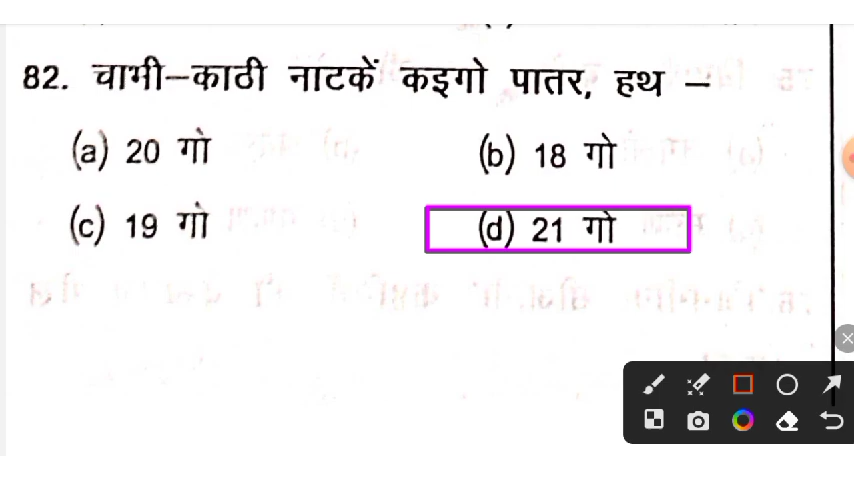 82. चाभी–काठी नाटकें कइगो पातर, हथ –
(a) 20 गो (b) 18 गो
(c) 19 गो (d) 21 गो